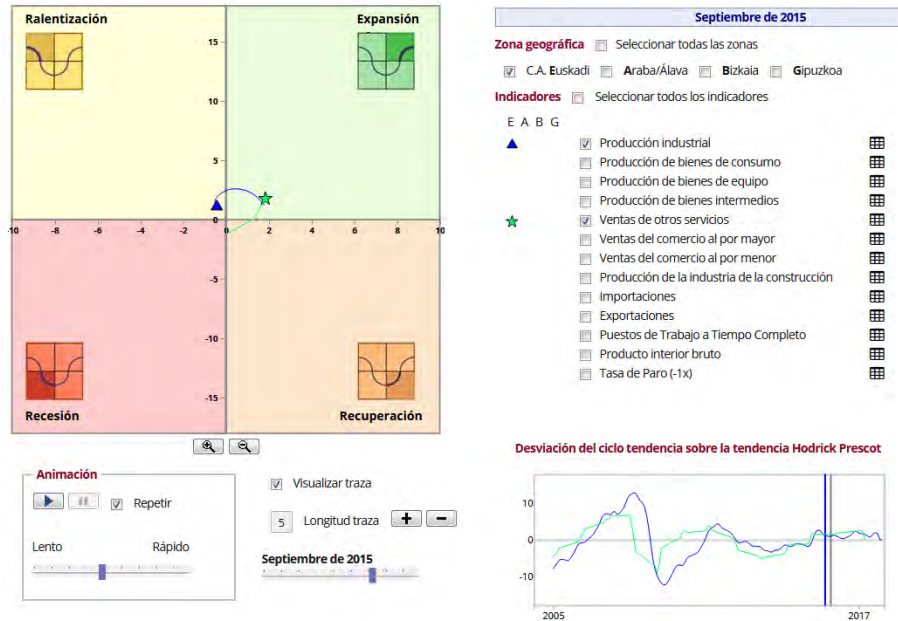 Ralentización
Expansión
15
10
5
0
-10 -8 -6 -4 -2 0 2 4 6 8 10
-5
-10
-15
Recesión
Recuperación
Animación
Repetir
Lento
Rápido
Visualizar traza
5 Longitud traza
Septiembre de 2015
Septiembre de 2015
Zona geográfica Seleccionar todas las zonas
C.A. Euskadi Araba/Álava Bizkaia Gipuzkoa
Indicadores Seleccionar todos los indicadores
E A B G
Producción industrial
Producción de bienes de consumo
Producción de bienes de equipo
Producción de bienes intermedios
Ventas de otros servicios
Ventas del comercio al por mayor
Ventas del comercio al por menor
Producción de la industria de la construcción
Importaciones
Exportaciones
Puestos de Trabajo a Tiempo Completo
Producto interior bruto
Tasa de Paro (-1x)
Desviación del ciclo tendencia sobre la tendencia Hodrick Prescot
10
0
-10
2005 2017